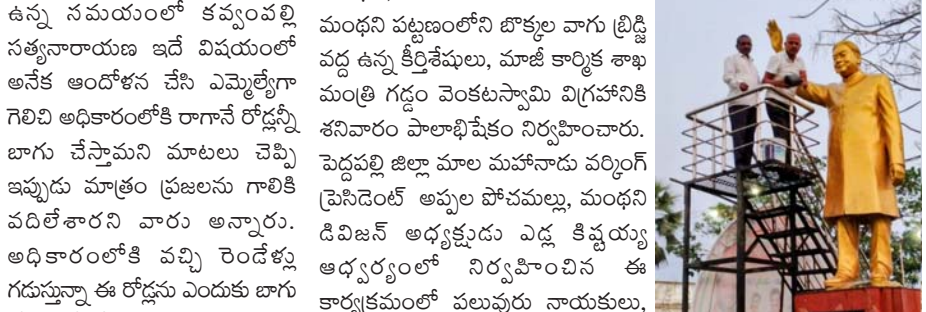 ఉన్న సమయంలో కవ్వంపల్లి
సత్యనారాయణ ఇదే విషయంలో
అనేక ఆందోళన చేసి ఎమ్మెల్యేగా
గెలిచి అధికారంలోకి రాగానే రోడ్లన్నీ
బాగు చేస్తామని మాటలు చెప్పి
ఇప్పుడు మాత్రం ప్రజలను గాలికి
వదిలేశారని వారు అన్నారు.
అధికారంలోకి వచ్చి రెండేళ్లు
గడుస్తున్నా ఈ రోడ్లను ఎందుకు బాగు
మంథని పట్టణంలోని బొక్కల వాగు బ్రిడ్జి
వద్ద ఉన్న కీర్తిశేషులు, మాజీ కార్మిక శాఖ
మంత్రి గడ్డం వెంకటస్వామి విగ్రహానికి
శనివారం పాలాభిషేకం నిర్వహించారు.
పెద్దపల్లి జిల్లా మాల మహానాడు వర్కింగ్
ప్రెసిడెంట్ అప్పల పోచమల్లు, మంథని
డివిజన్ అధ్యక్షుడు ఎడ్ల కిష్టయ్య
ఆధ్వర్యంలో నిర్వహించిన ఈ
కార్యక్రమంలో పలువురు నాయకులు,